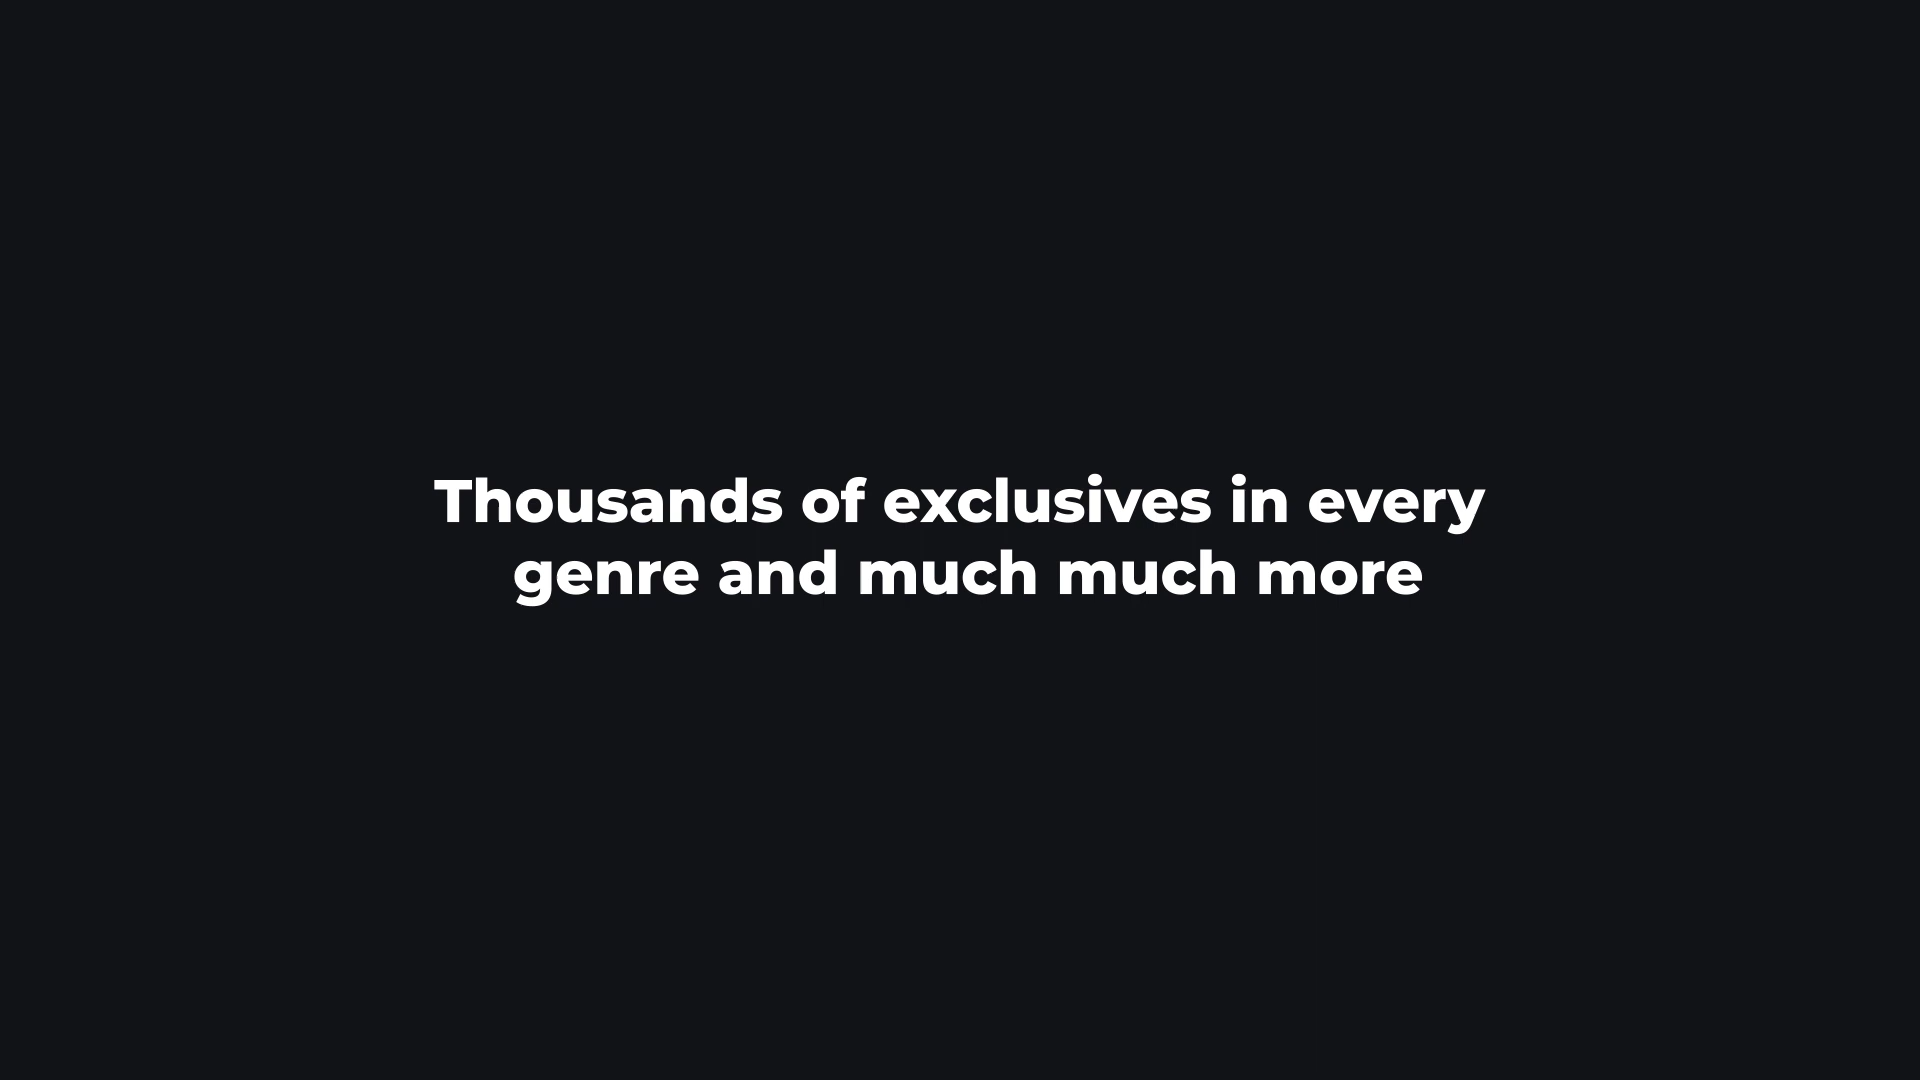 Thousands of exclusives in every
genre and much much more